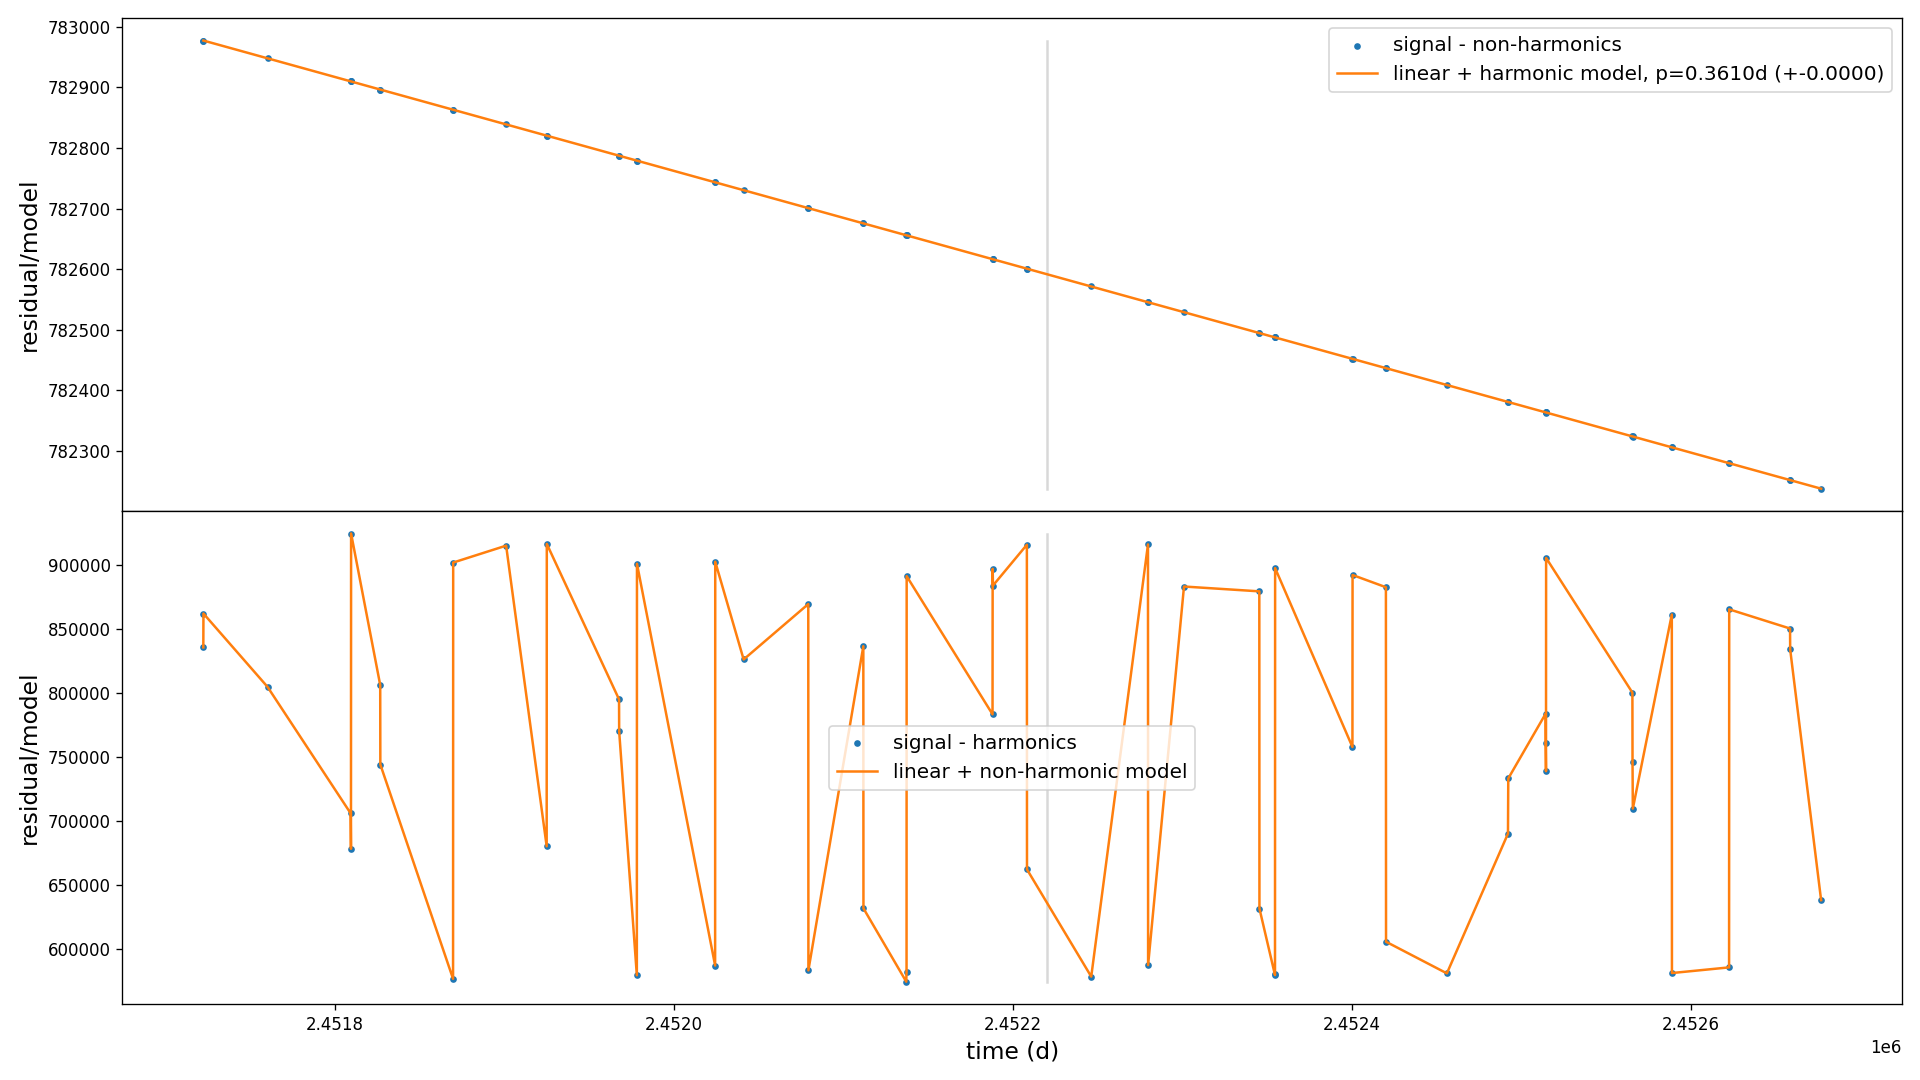 783000
782900
782800
782700
782600
782500
782400
782300
residual/model
signal - non-harmonics
linear + harmonic model, p=0.3610d (+-0.0000)
900000
850000
800000
750000
700000
650000
600000
residual/model
signal - harmonics
linear + non-harmonic model
2.4518
2.4520
2.4522
2.4524
2.4526
1e6
time (d)